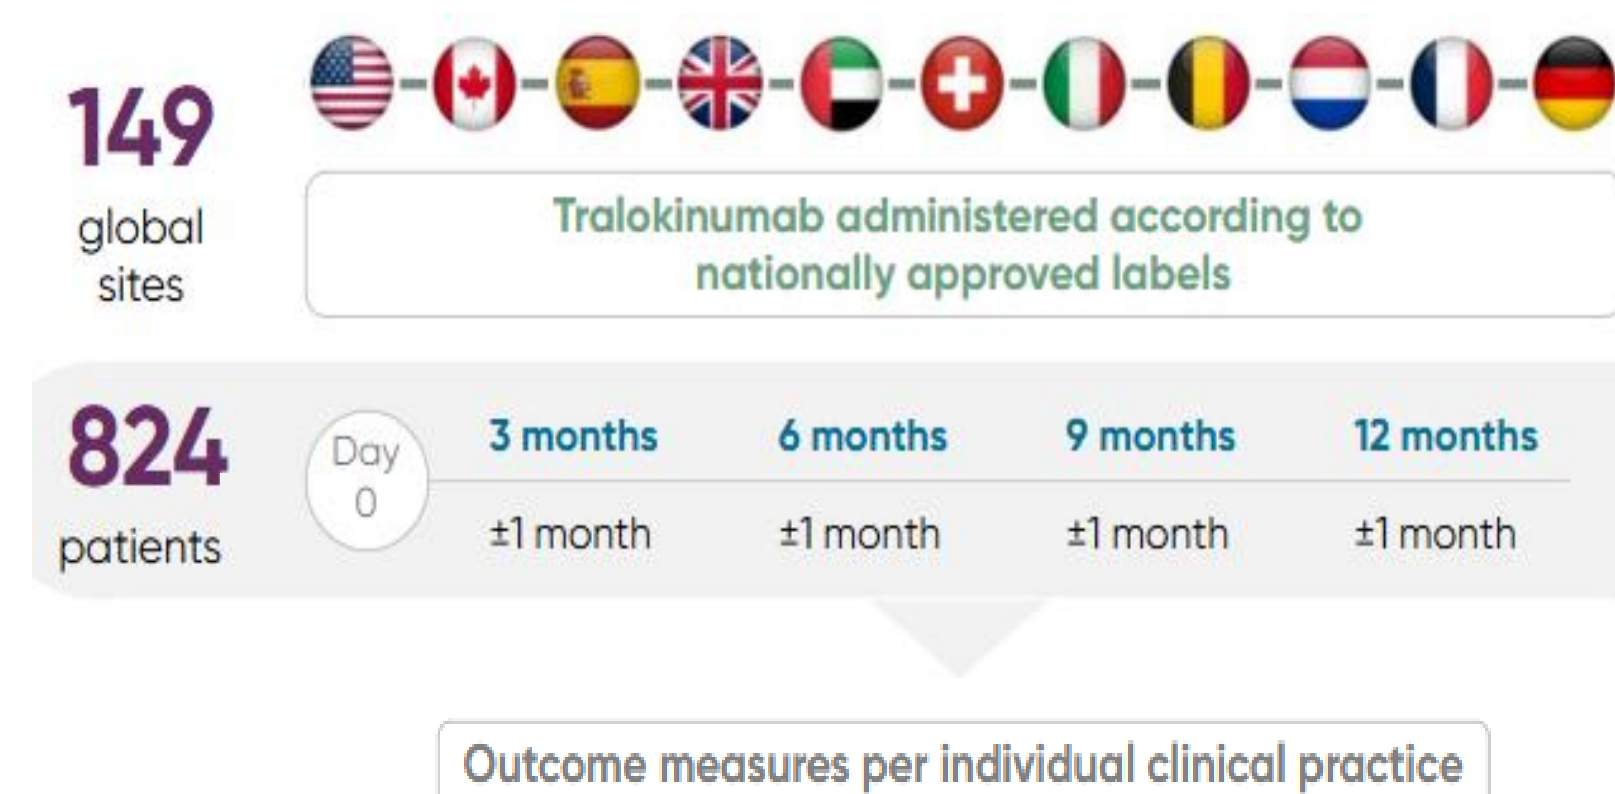 149
global
sites
Tralokinumab administered according to
nationally approved labels
824
patients
Day
0
3 months
6 months
9 months
12 months
±1 month
±1 month
±1 month
±1 month
Outcome measures per individual clinical practice